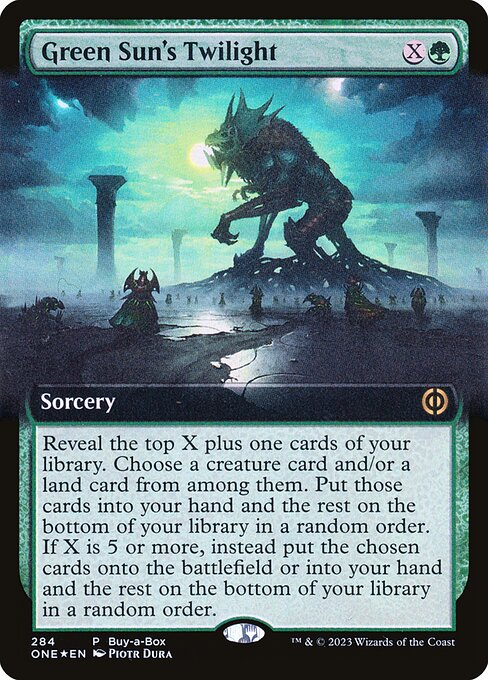 Green Sun's Twilight X
Sorcery
Reveal the top X plus one cards of your
library. Choose a creature card and/or a
land card from among them. Put those
cards into your hand and the rest on the
bottom of your library in a random order.
If X is 5 or more, instead put the chosen
cards onto the battlefield or into your hand
and the rest on the bottom of your library
in a random order.
284 P Buy-a-Box ™ & © 2023 Wizards of the Coast
ONE★EN Piotr Dura